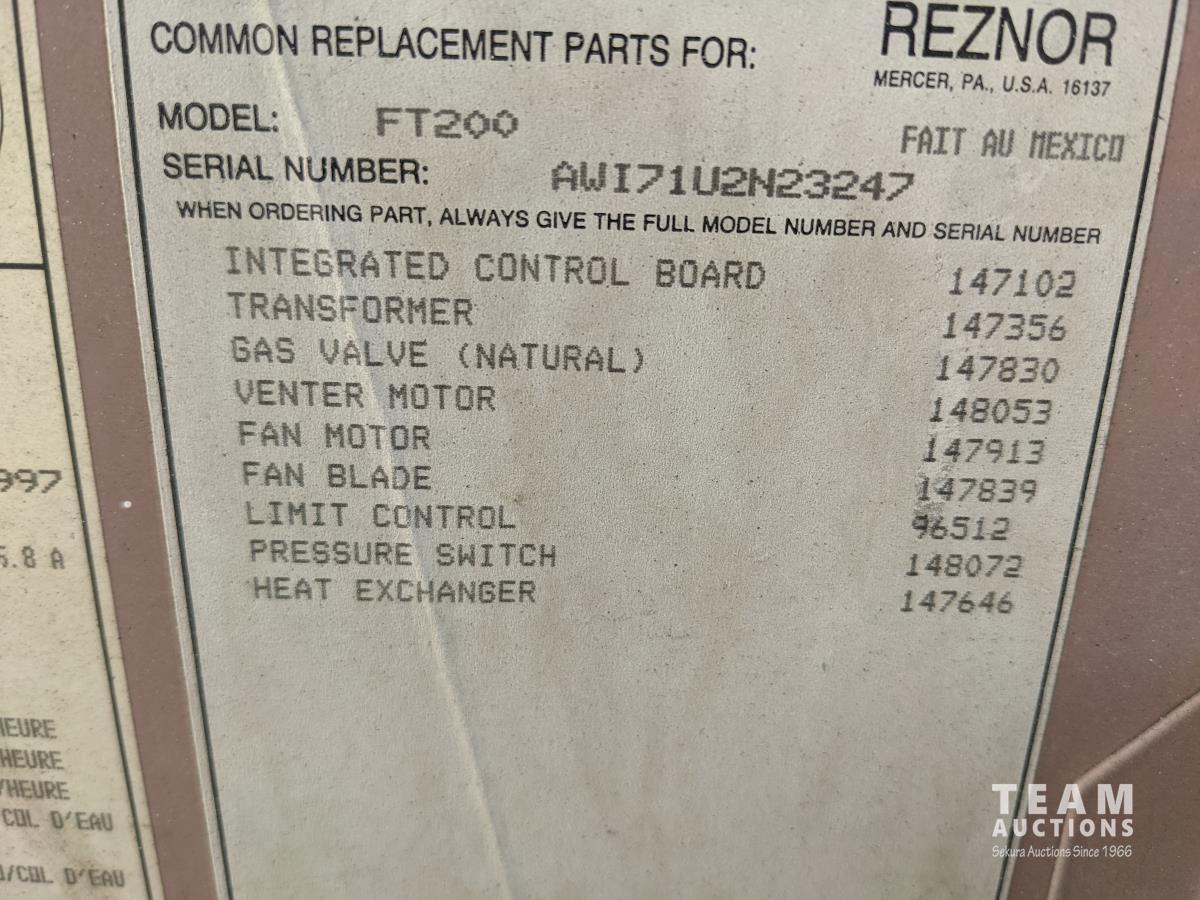 COMMON REPLACEMENT PARTS FOR:
REZNOR
MERCER, PA., U.S.A. 16137
MODEL: FT200
FAIT AU MEXICO
SERIAL NUMBER: AWI71U2N23247
WHEN ORDERING PART, ALWAYS GIVE THE FULL MODEL NUMBER AND SERIAL NUMBER
INTEGRATED CONTROL BOARD 147102
TRANSFORMER 147356
GAS VALVE (NATURAL) 147830
VENTER MOTOR 148053
FAN MOTOR 147913
FAN BLADE 147839
LIMIT CONTROL 96512
PRESSURE SWITCH 148072
HEAT EXCHANGER 147646
997
5.8 A
HEURE
HEURE
/HEURE
COL D'EAU
/COL D'EAU
TEAM
AUCTIONS
Sekura Auctions Since 1966